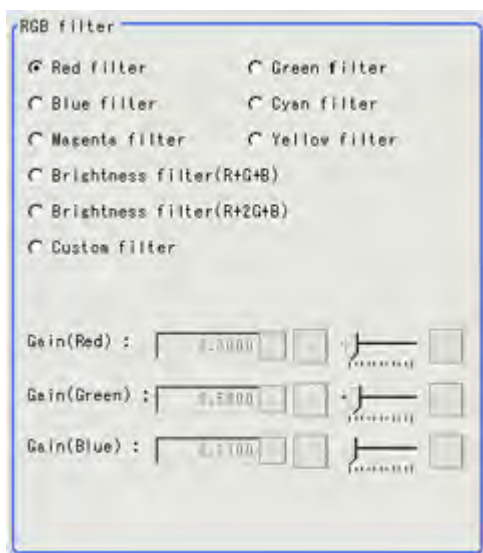 RGB filter
Red filter Green filter
Blue filter Cyan filter
Magenta filter Yellow filter
Brightness filter(R+G+B)
Brightness filter(R+2G+B)
Custom filter
Gain(Red) :
Gain(Green) :
Gain(Blue) :